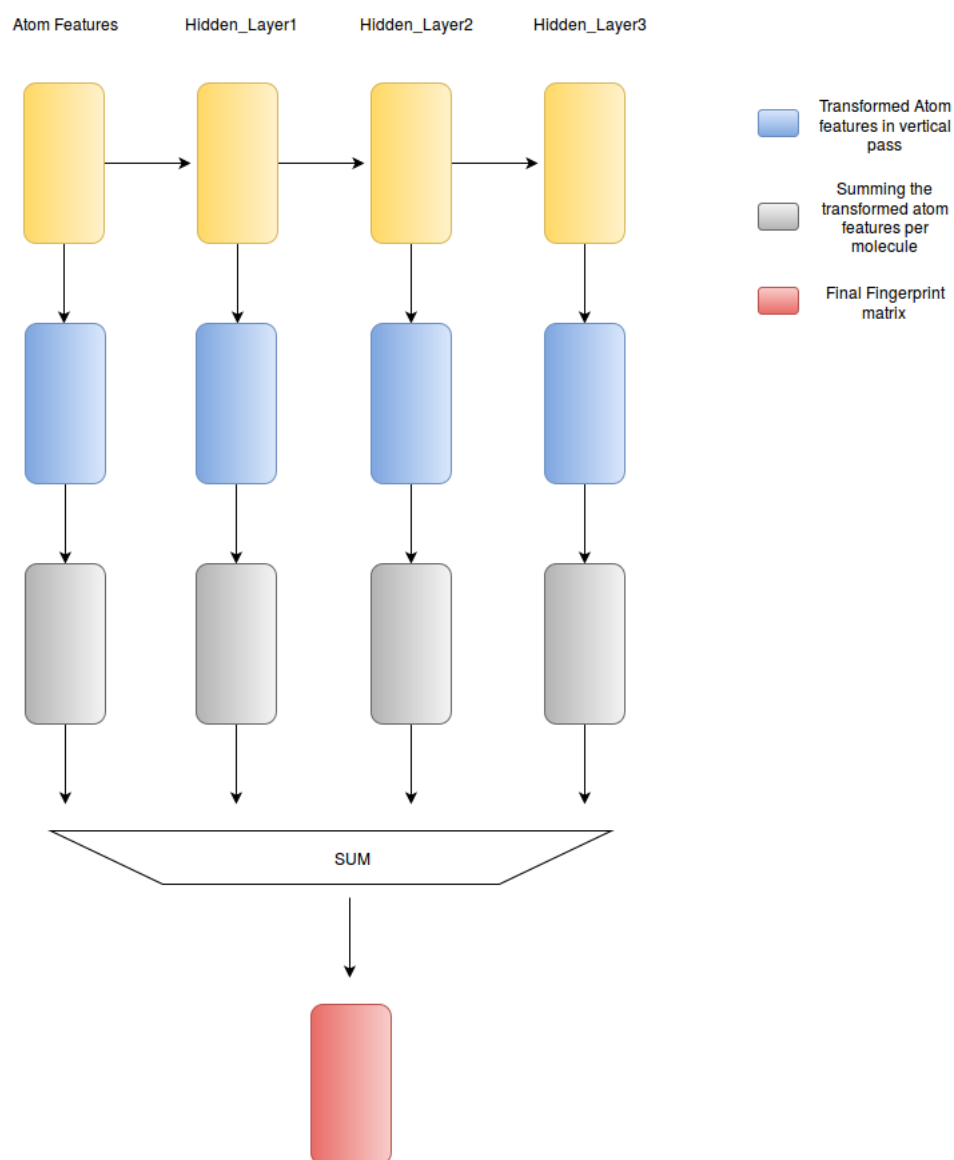 Atom Features
Hidden_Layer1
Hidden_Layer2
Hidden_Layer3
Transformed Atom
features in vertical
pass
Summing the
transformed atom
features per
molecule
Final Fingerprint
matrix
SUM